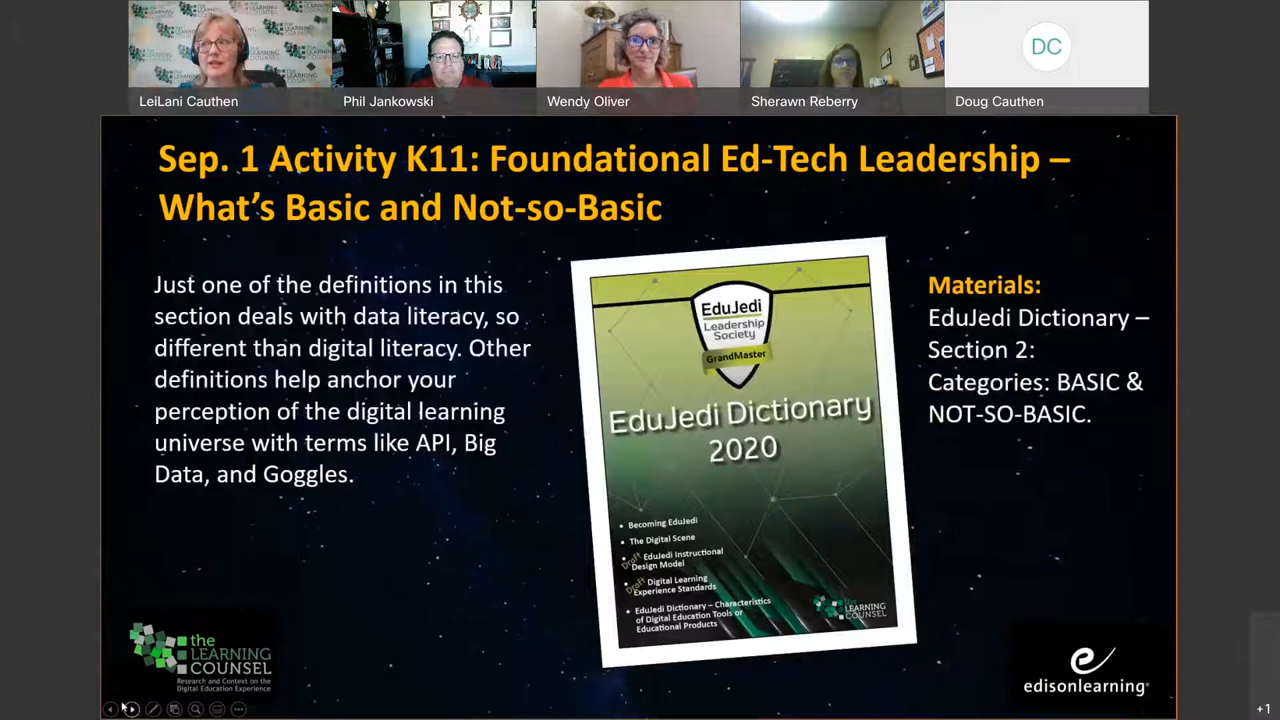 LeiLani Cauthen
Phil Jankowski
Wendy Oliver
Sherawn Reberry
DC
Doug Cauthen
Sep. 1 Activity K11: Foundational Ed-Tech Leadership –
What's Basic and Not-so-Basic
Just one of the definitions in this
section deals with data literacy, so
different than digital literacy. Other
definitions help anchor your
perception of the digital learning
universe with terms like API, Big
Data, and Goggles.
EduJedi
Leadership
Society
GrandMaster
EduJedi Dictionary
2020
• Becoming EduJedi
• The Digital Scene
• Draft EduJedi Instructional
Design Model
• Draft Digital Learning
Experience Standards
• EduJedi Dictionary – Characteristics
of Digital Education Tools or
Educational Products
the
LEARNING
COUNSEL
Materials:
EduJedi Dictionary –
Section 2:
Categories: BASIC &
NOT-SO-BASIC.
the
LEARNING
COUNSEL
Research and Context on the
Digital Education Experience
edisonlearning
+1